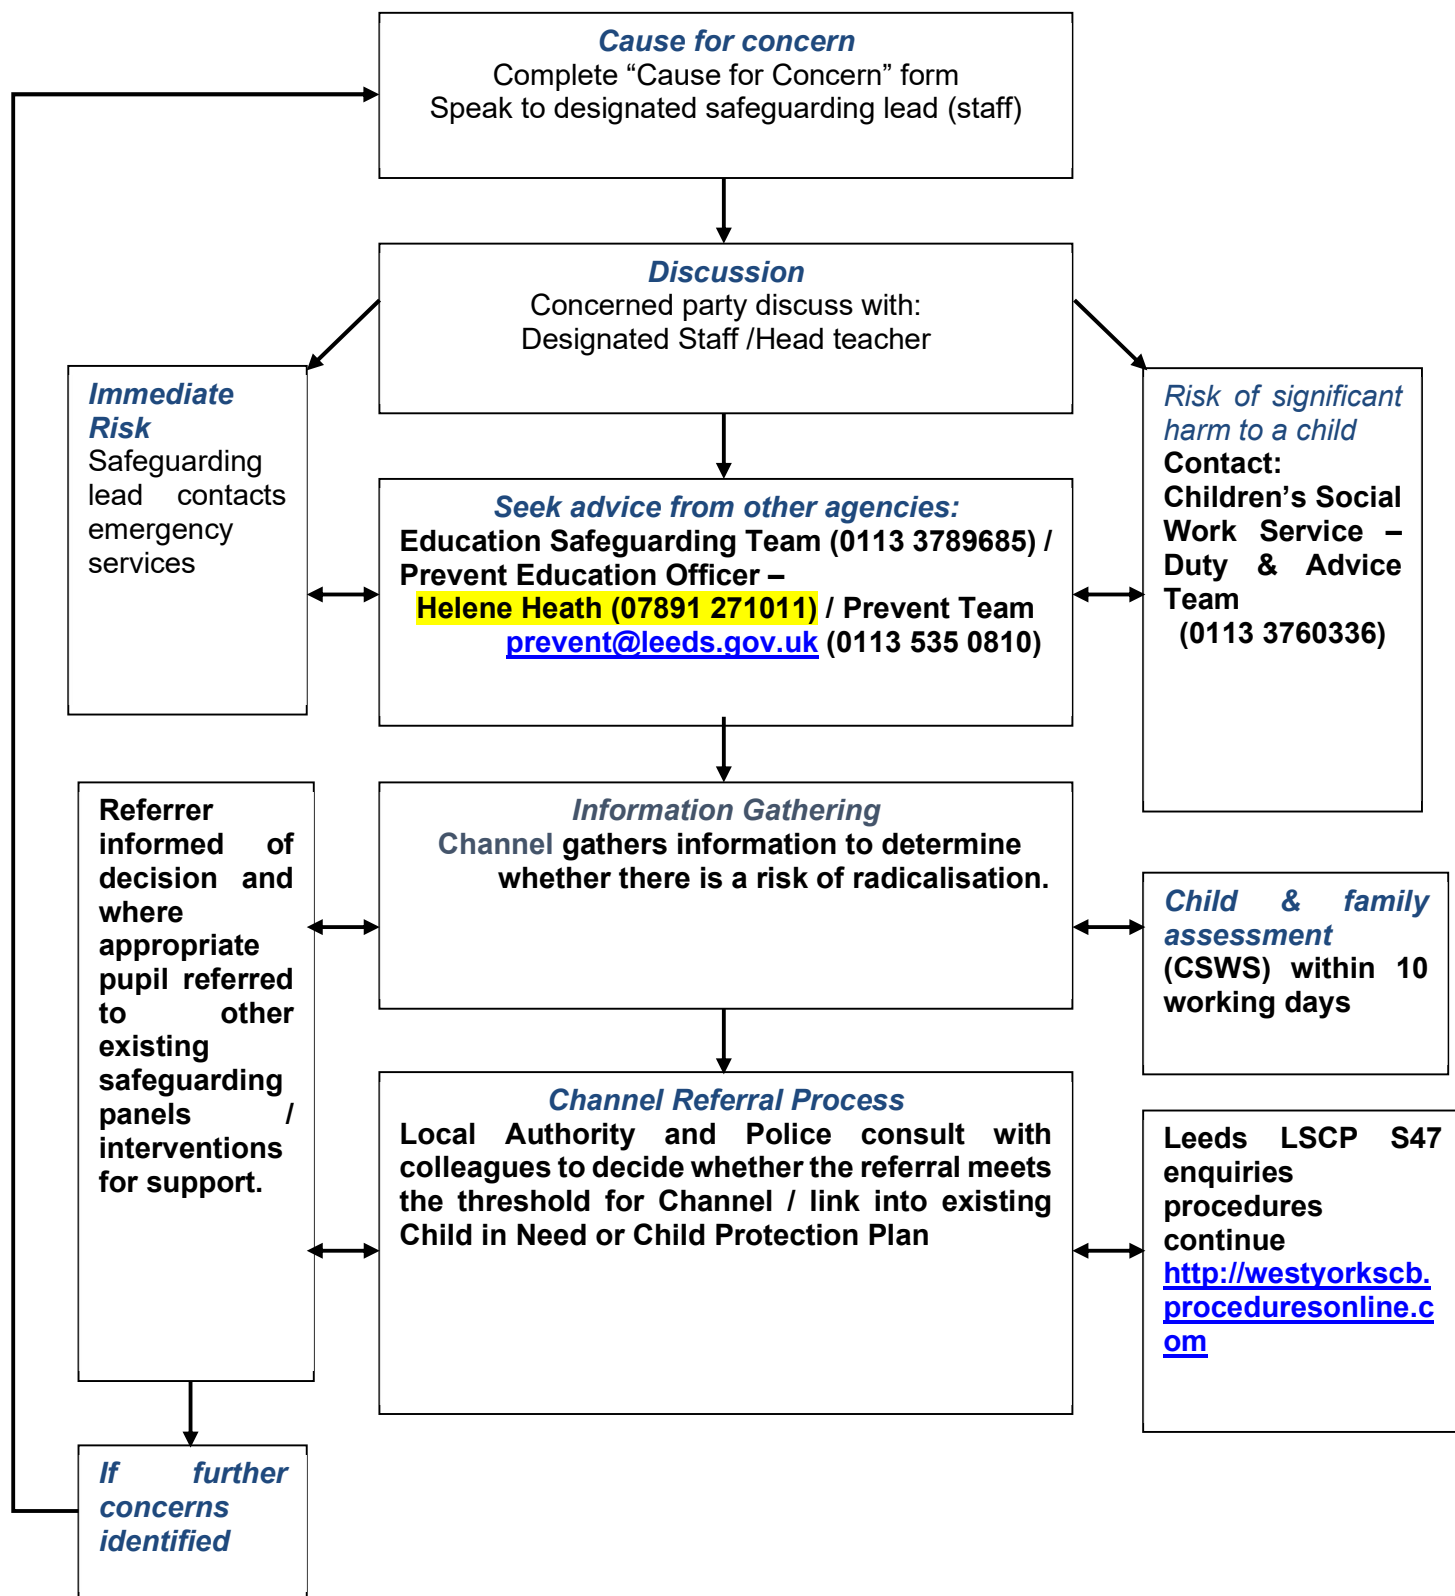 Cause for concern
Complete “Cause for Concern” form
Speak to designated safeguarding lead (staff)
Discussion
Concerned party discuss with:
Designated Staff /Head teacher
Immediate
Risk
Safeguarding
lead contacts
emergency
services
Seek advice from other agencies:
Education Safeguarding Team (0113 3789685) /
Prevent Education Officer –
Helene Heath (07891 271011) / Prevent Team
prevent@leeds.gov.uk (0113 535 0810)
Risk of significant
harm to a child
Contact:
Children’s Social
Work Service –
Duty & Advice
Team
(0113 3760336)
Referrer
informed of
decision and
where
appropriate
pupil referred
to other
existing
safeguarding
panels /
interventions
for support.
Information Gathering
Channel gathers information to determine
whether there is a risk of radicalisation.
Child & family
assessment
(CSWS) within 10
working days
Channel Referral Process
Local Authority and Police consult with
colleagues to decide whether the referral meets
the threshold for Channel / link into existing
Child in Need or Child Protection Plan
Leeds LSCP S47
enquiries
procedures
continue
http://westyorkscb.
proceduresonline.c
om
If further
concerns
identified